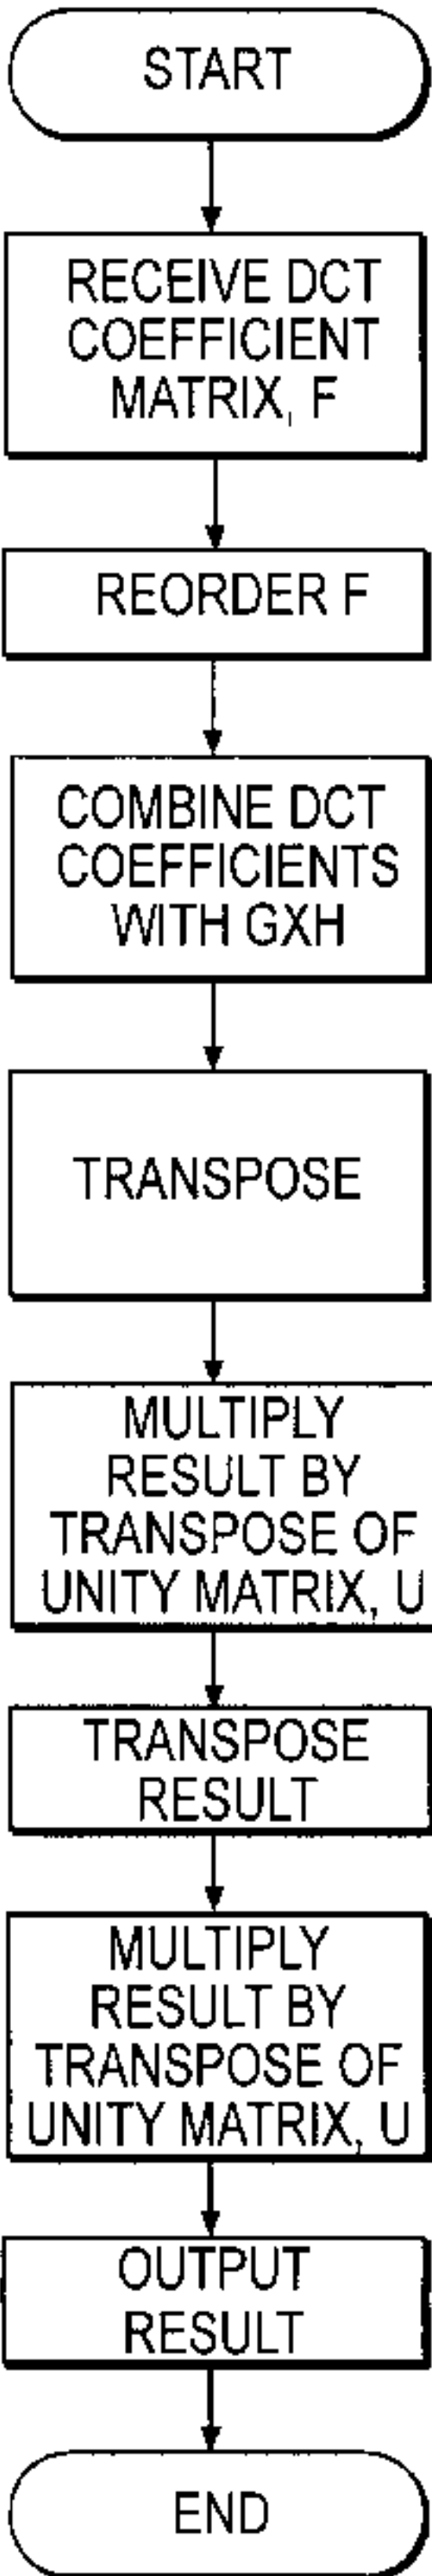 START
RECEIVE DCT
COEFFICIENT
MATRIX, F
REORDER F
COMBINE DCT
COEFFICIENTS
WITH GXH
TRANSPOSE
MULTIPLY
RESULT BY
TRANSPOSE OF
UNITY MATRIX, U
TRANSPOSE
RESULT
MULTIPLY
RESULT BY
TRANSPOSE OF
UNITY MATRIX, U
OUTPUT
RESULT
END